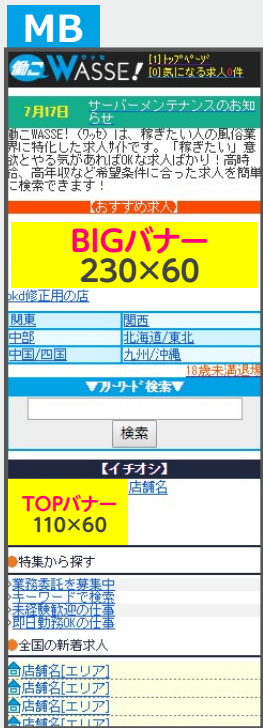 MB
働こWASSE!
[1]トップページ
[0]気になる求人0件
7月17日
サーバーメンテナンスのお知
らせ
働こWASSE!(ワッセ)は、稼ぎたい人の風俗業
界に特化した求人サイトです。「稼ぎたい」意
欲とやる気があればOKな求人ばかり!高時
給、高年収など希望条件に合った求人を簡単
に検索できます!
【おすすめ求人】
BIGバナー
230×60
okd修正用の店
関東
関西
中部
北海道/東北
中国/四国
九州/沖縄
18歳未満退場
▼フリーワード検索▼
検索
【イチオシ】
TOPバナー
110×60
店舗名
●特集から探す
>業務委託を募集中
>キーワードで検索
>未経験歓迎の仕事
>即日勤務OKの仕事
●全国の新着求人
店舗名[エリア]
店舗名[エリア]
店舗名[エリア]
店舗名[エリア]